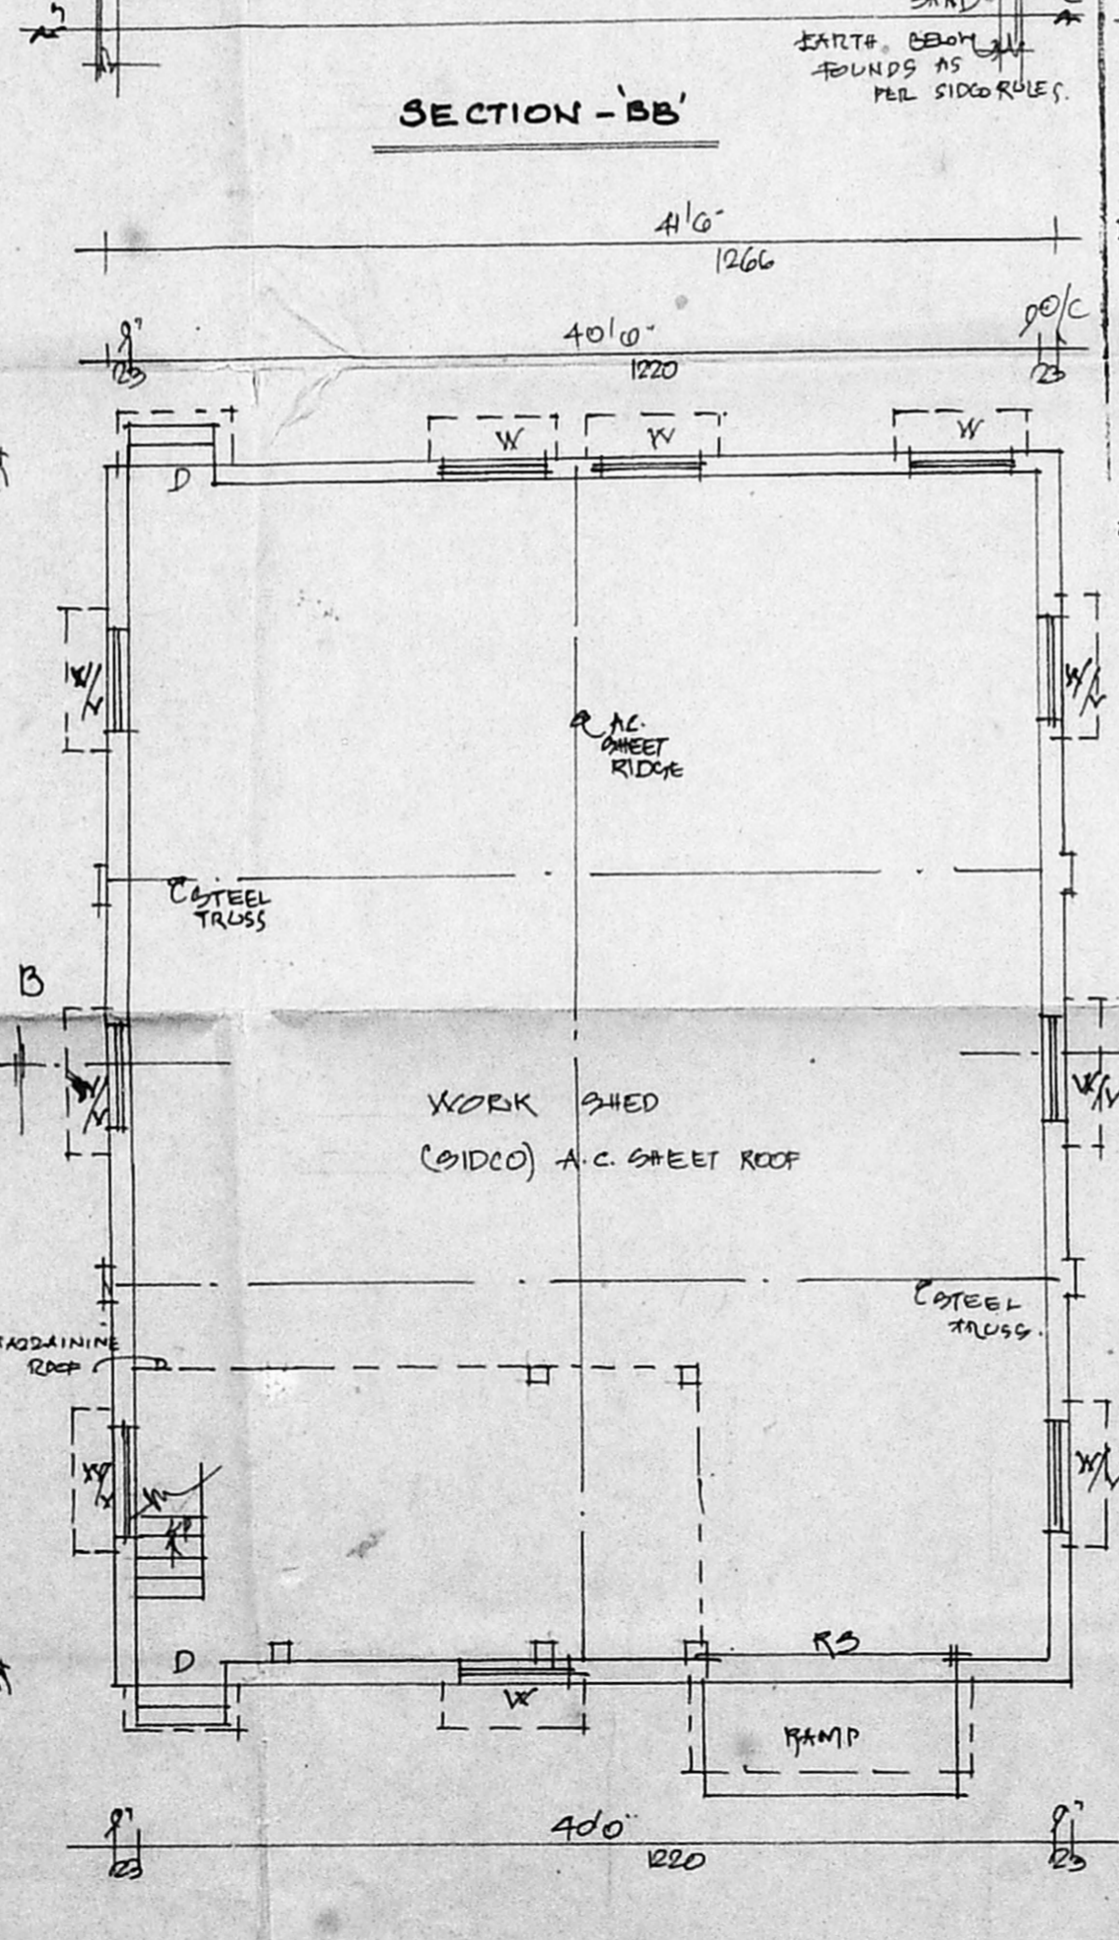 EARTH. BELOW
FOUNDS AS
PER SIDCO RULES.
SECTION - 'BB'
41'6"
1266
9"
40'0"
9"
23
1220
23
W
W
W
D
W/V
W/V
A.C.
SHEET
RIDGE
STEEL
TRUSS
B
W/V
W/V
WORK SHED
(SIDCO) A.C. SHEET ROOF
STEEL
TRUSS.
ROOF
W/V
W/V
UP
D
RS
W
RAMP
9"
40'0"
9"
23
1220
23